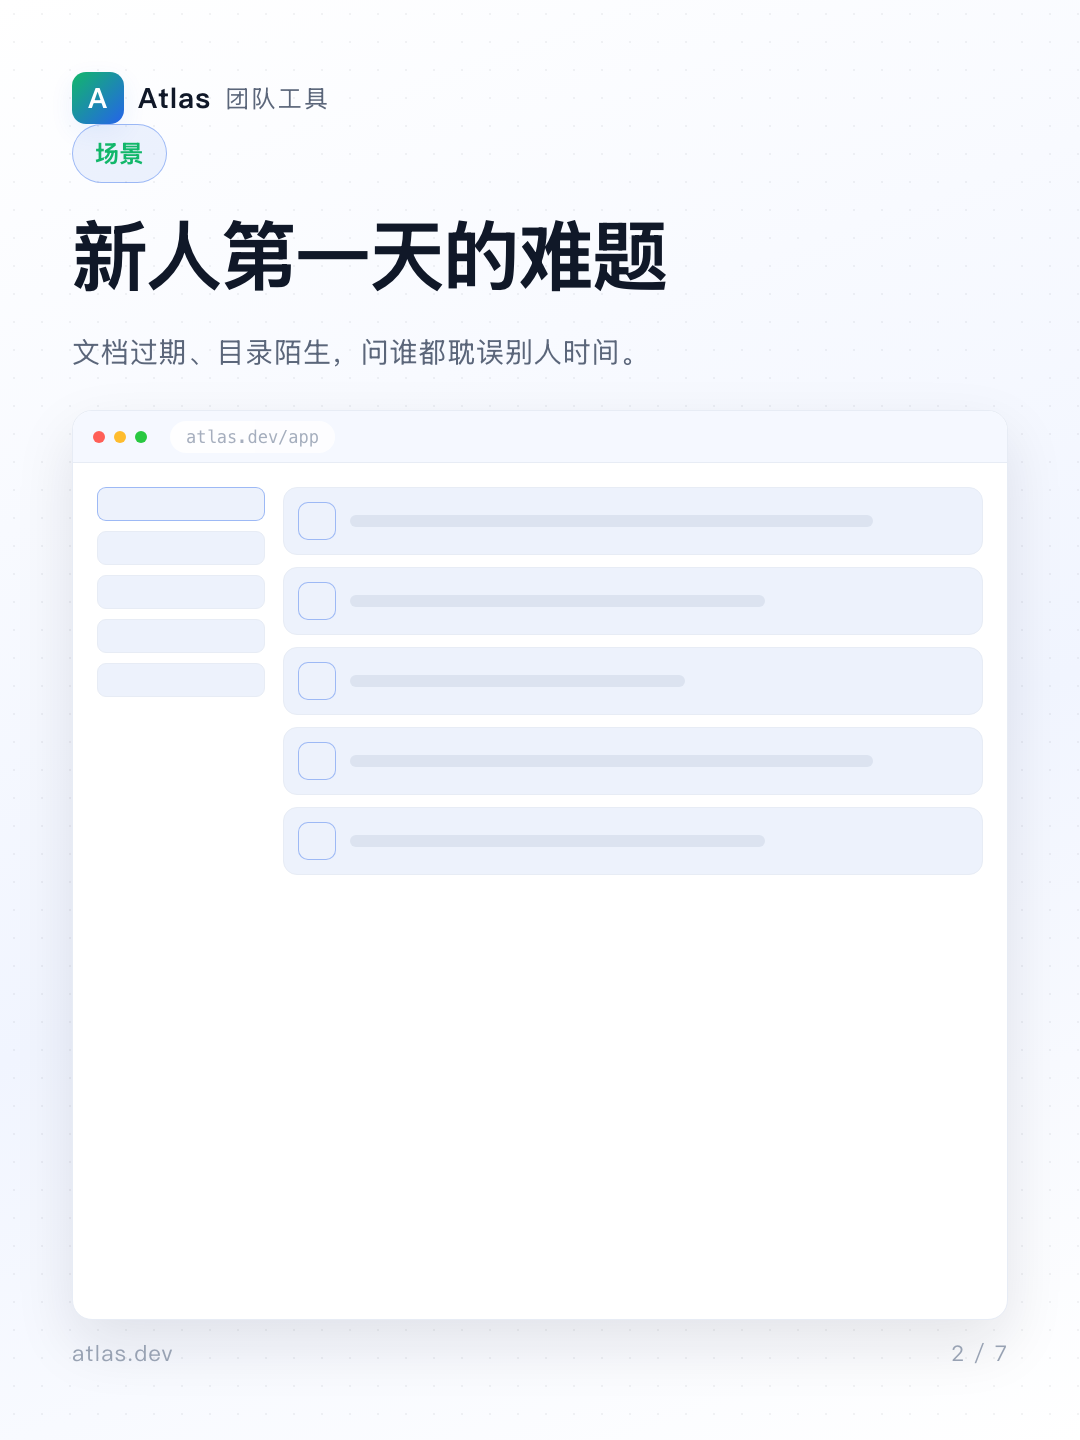 A Atlas 团队工具
场景
新人第一天的难题
文档过期、目录陌生，问谁都耽误别人时间。
atlas.dev/app
atlas.dev 2 / 7